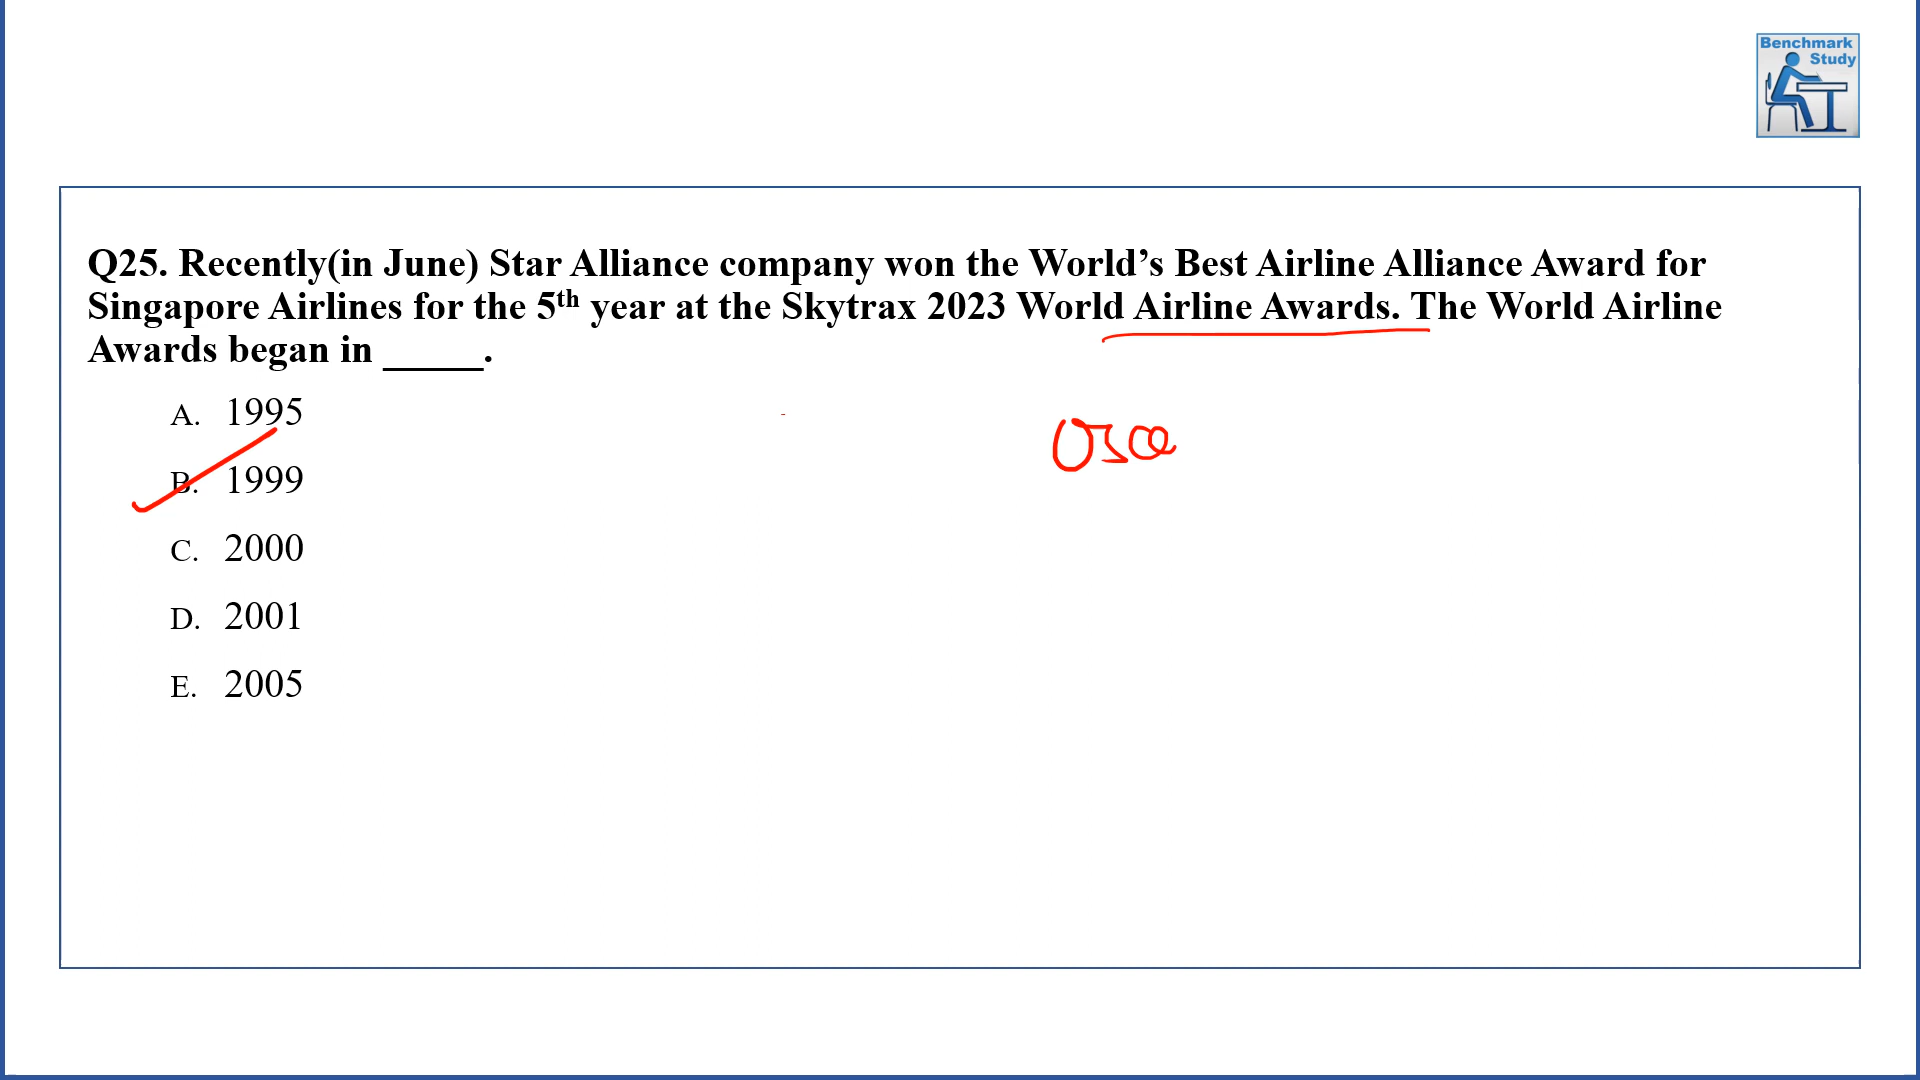 Benchmark
Study
Q25. Recently(in June) Star Alliance company won the World’s Best Airline Alliance Award for
Singapore Airlines for the 5th year at the Skytrax 2023 World Airline Awards. The World Airline
Awards began in _____.
A. 1995
B. 1999
C. 2000
D. 2001
E. 2005